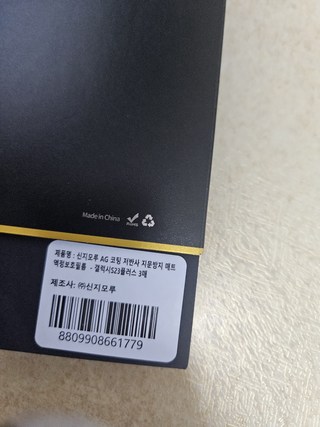 Made in China
제품명 : 신지모루 AG 코팅 저반사 지문방지 매트
액정보호필름 - 갤럭시S23플러스 3매
제조사: ㈜신지모루
8809908661779